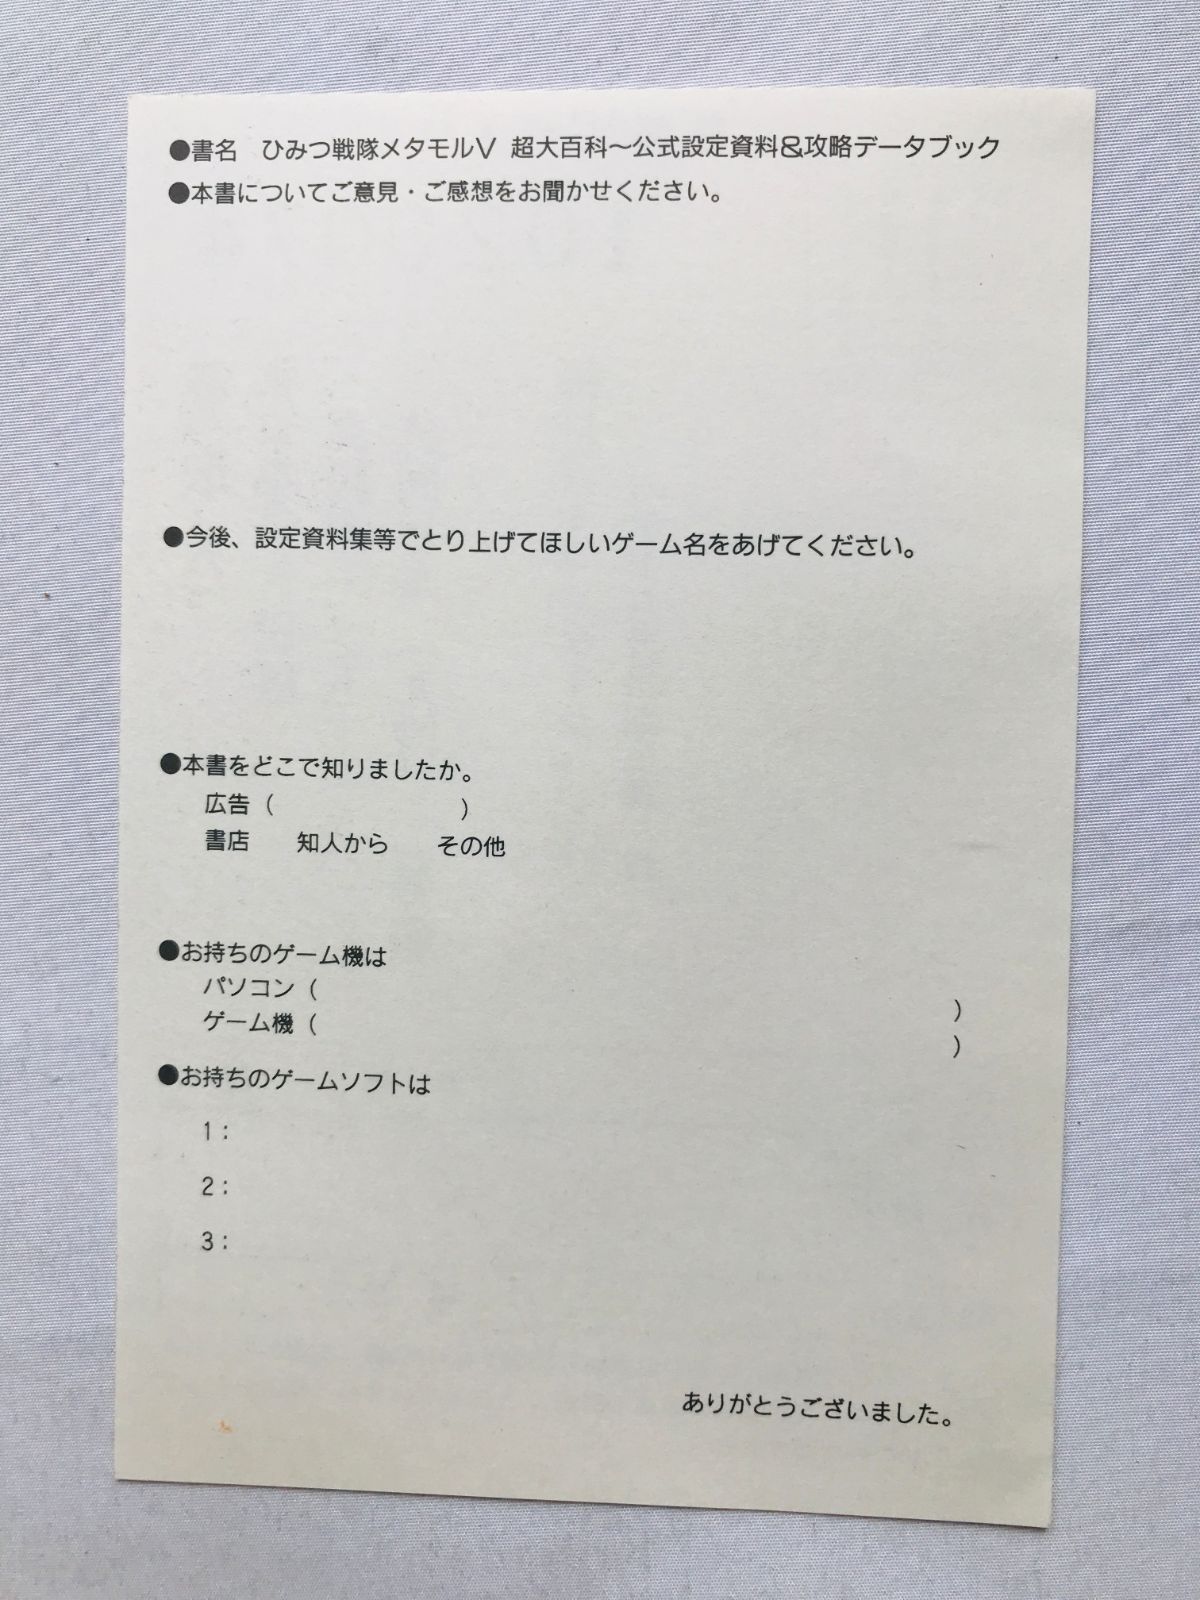 ●書名　ひみつ戦隊メタモルV 超大百科～公式設定資料&攻略データブック
●本書についてご意見・ご感想をお聞かせください。
●今後、設定資料集等でとり上げてほしいゲーム名をあげてください。
●本書をどこで知りましたか。
広告（　　　　　　　　）
書店　　知人から　　その他
●お持ちのゲーム機は
パソコン（　　　　　　　　　　　　　　　　　　　　　　　　　　　）
ゲーム機（　　　　　　　　　　　　　　　　　　　　　　　　　　　）
●お持ちのゲームソフトは
1：
2：
3：
ありがとうございました。